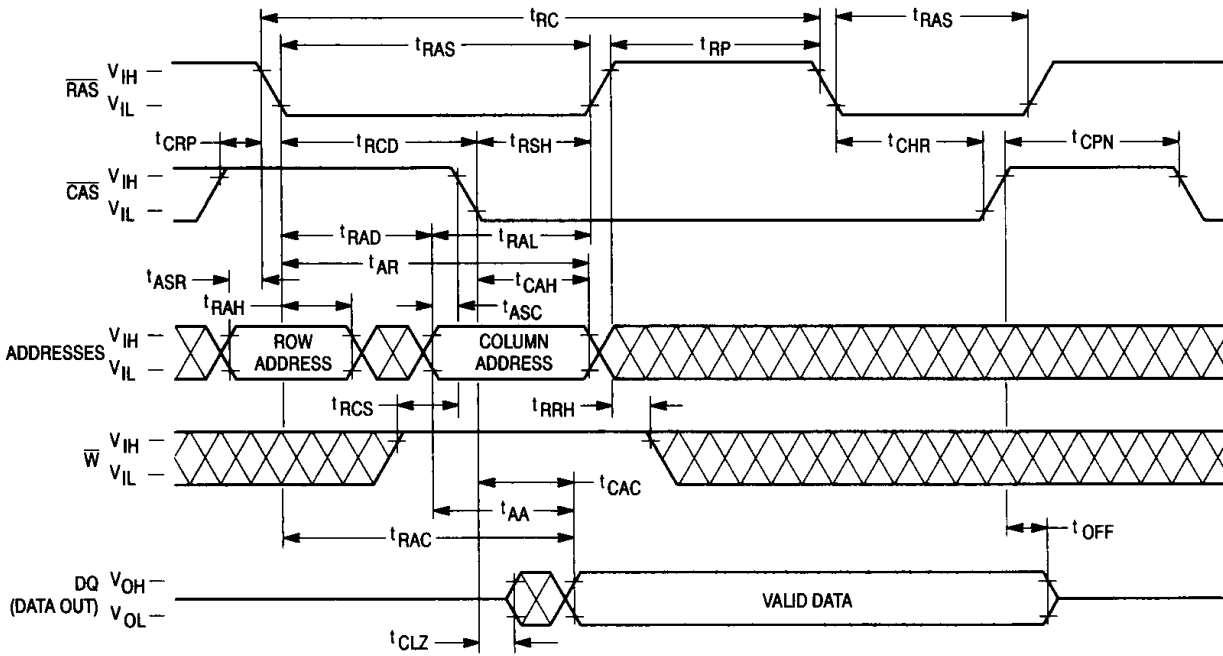 tRC
tRAS
tRAS
tRP
RAS
VIH
VIL
tCRP
tRCD
tRSH
tCHR
tCPN
CAS
VIH
VIL
tRAD
tRAL
tAR
tASR
tCAH
tRAH
tASC
ADDRESSES
VIH
VIL
ROW
ADDRESS
COLUMN
ADDRESS
tRCS
tRRH
W
VIH
VIL
tCAC
tAA
tRAC
tOFF
DQ
(DATA OUT)
VOH
VOL
VALID DATA
tCLZ